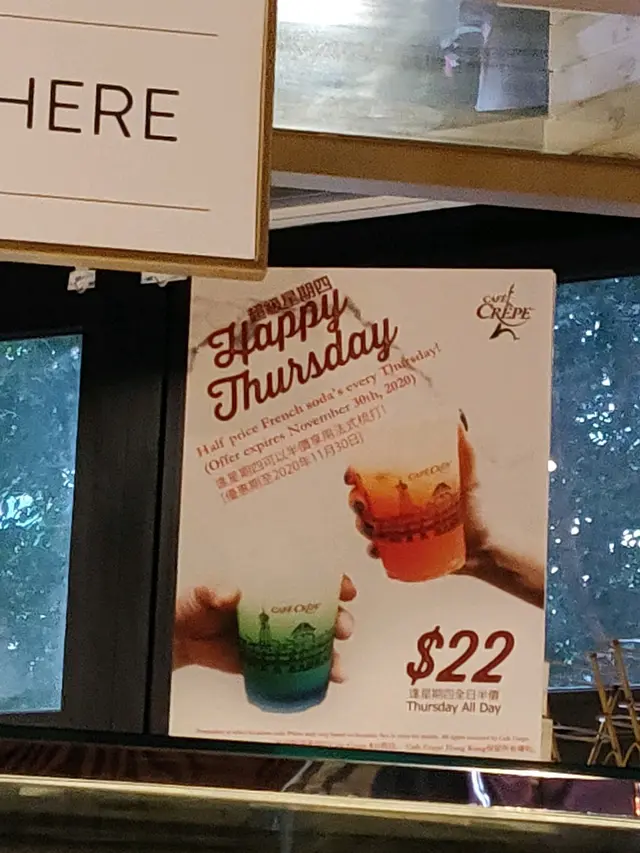 HERE
超級星期四
Happy
Thursday
CAFÉ
CRÊPE
Half price French soda's every Thursday!
(Offer expires November 30th, 2020)
逢星期四可以半價享用法式梳打!
[優惠期至2020年11月30日]
CAFÉ CRÊPE
CAFÉ CRÊPE
$22
逢星期四全日半價
Thursday All Day